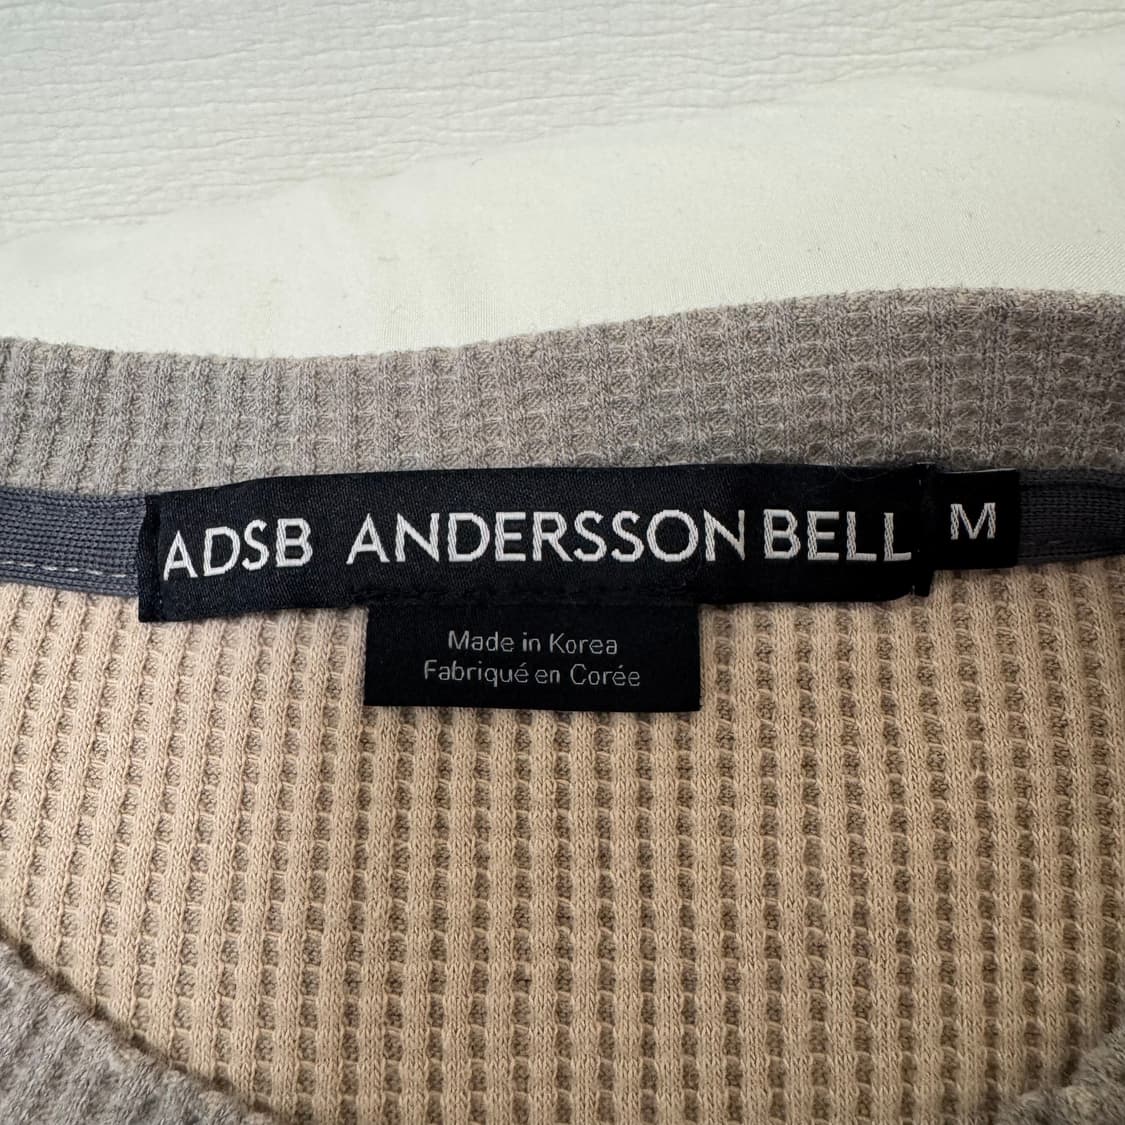 ADSB ANDERSSON BELL M
Made in Korea
Fabriqué en Corée